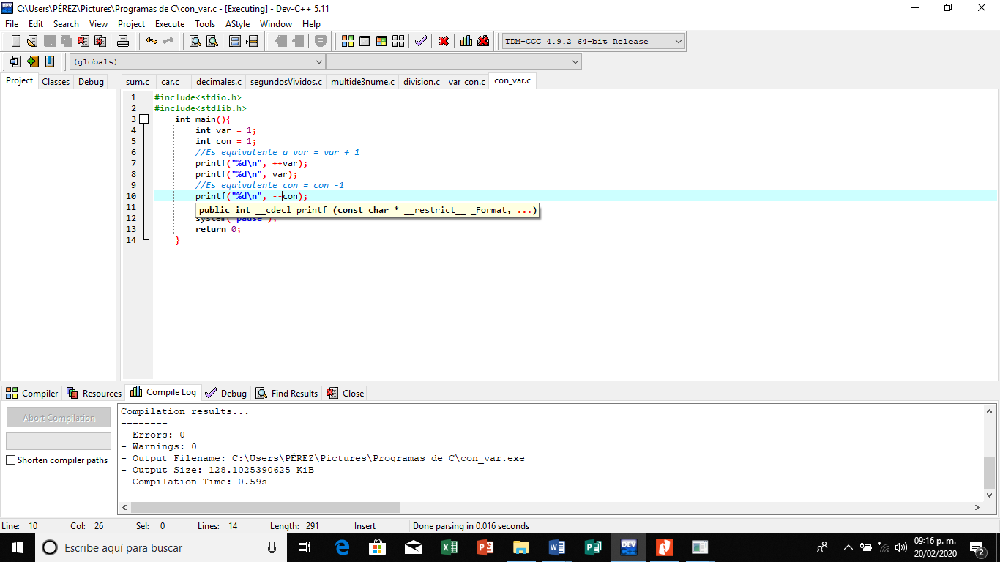 C:\Users\PÉREZ\Pictures\Programas de C\con_var.c - [Executing] - Dev-C++ 5.11
File Edit Search View Project Execute Tools AStyle Window Help
TDM-GCC 4.9.2 64-bit Release
(globals)
Project Classes Debug sum.c car.c decimales.c segundosVividos.c multide3nume.c division.c var_con.c con_var.c
1 #include<stdio.h>
2 #include<stdlib.h>
3 int main(){
4 int var = 1;
5 int con = 1;
6 //Es equivalente a var = var + 1
7 printf("%d\n", ++var);
8 printf("%d\n", var);
9 //Es equivalente con = con -1
10 printf("%d\n", --con);
11 public int __cdecl printf (const char * __restrict__ _Format, ...)
12 system("pause");
13 return 0;
14 }
Compiler Resources Compile Log Debug Find Results Close
Abort Compilation
Shorten compiler paths
Compilation results...
--------
- Errors: 0
- Warnings: 0
- Output Filename: C:\Users\PÉREZ\Pictures\Programas de C\con_var.exe
- Output Size: 128.1025390625 KiB
- Compilation Time: 0.59s
Line: 10 Col: 26 Sel: 0 Lines: 14 Length: 291 Insert Done parsing in 0.016 seconds
Escribe aquí para buscar
DEV
09:16 p. m.
20/02/2020
2